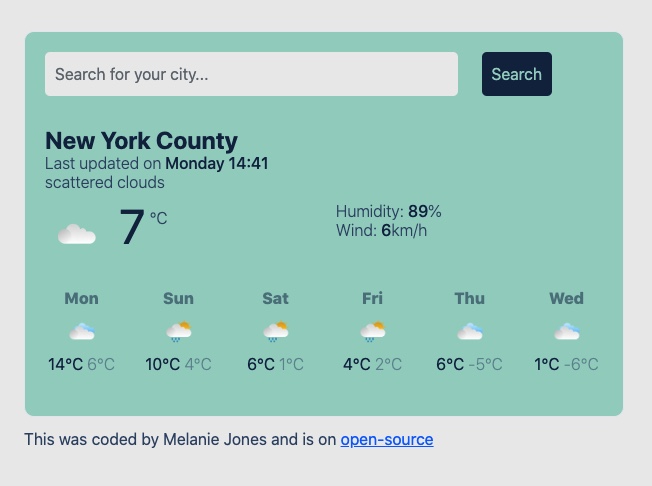 Search for your city...
Search
New York County
Last updated on Monday 14:41
scattered clouds
7 °C
Humidity: 89%
Wind: 6km/h
Mon Sun Sat Fri Thu Wed
14°C 6°C 10°C 4°C 6°C 1°C 4°C 2°C 6°C -5°C 1°C -6°C
This was coded by Melanie Jones and is on open-source